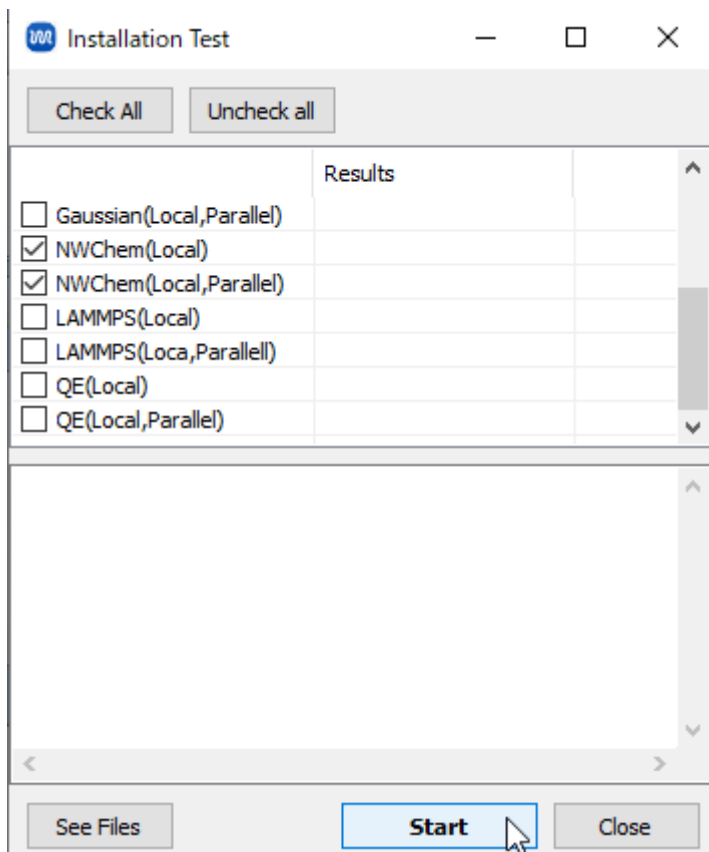 Installation Test
Check All Uncheck all
Results
Gaussian(Local,Parallel)
NWChem(Local)
NWChem(Local,Parallel)
LAMMPS(Local)
LAMMPS(Loca,Parallell)
QE(Local)
QE(Local,Parallel)
See Files Start Close